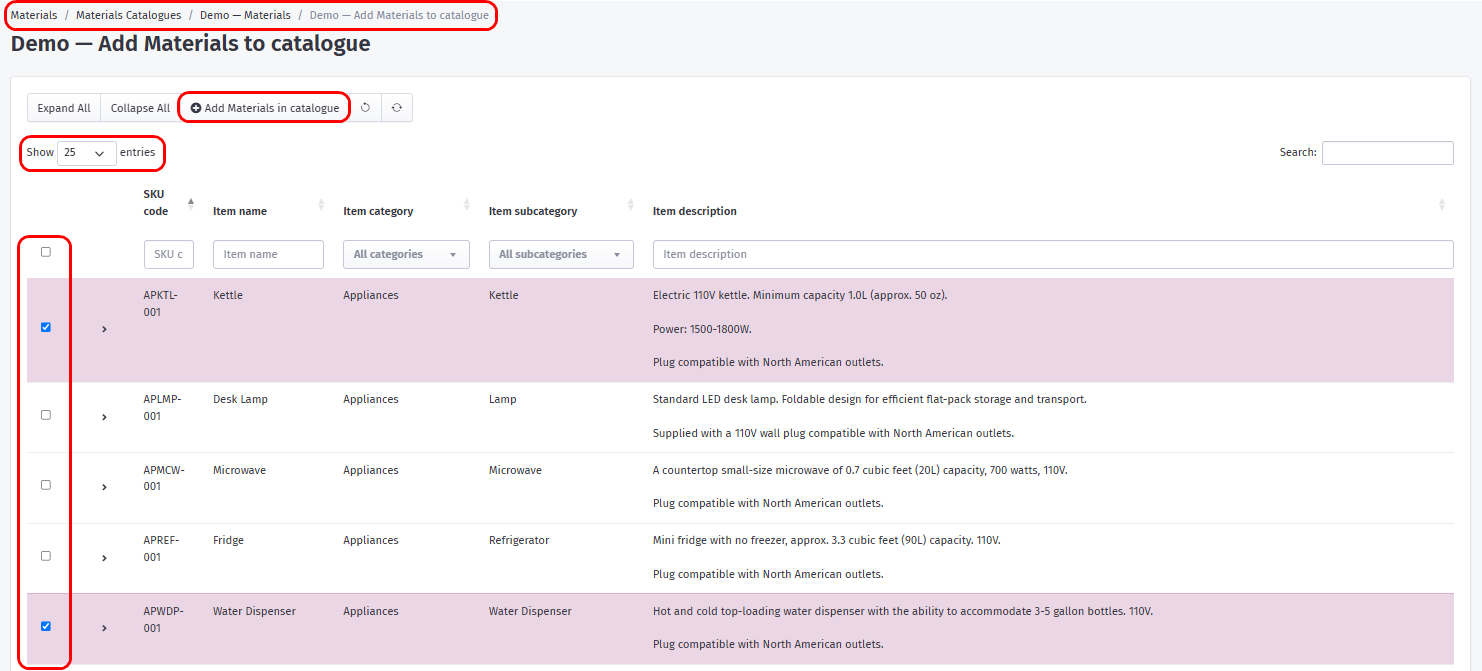 Materials / Materials Catalogues / Demo — Materials / Demo — Add Materials to catalogue
Demo — Add Materials to catalogue
Expand All Collapse All Add Materials in catalogue
Show 25 entries Search:
SKU code Item name Item category Item subcategory Item description
SKU c Item name All categories All subcategories Item description
APKTL-001 Kettle Appliances Kettle Electric 110V kettle. Minimum capacity 1.0L (approx. 50 oz).
Power: 1500-1800W.
Plug compatible with North American outlets.
APLMP-001 Desk Lamp Appliances Lamp Standard LED desk lamp. Foldable design for efficient flat-pack storage and transport.
Supplied with a 110V wall plug compatible with North American outlets.
APMCW-001 Microwave Appliances Microwave A countertop small-size microwave of 0.7 cubic feet (20L) capacity, 700 watts, 110V.
Plug compatible with North American outlets.
APREF-001 Fridge Appliances Refrigerator Mini fridge with no freezer, approx. 3.3 cubic feet (90L) capacity. 110V.
Plug compatible with North American outlets.
APWDP-001 Water Dispenser Appliances Water Dispenser Hot and cold top-loading water dispenser with the ability to accommodate 3-5 gallon bottles. 110V.
Plug compatible with North American outlets.